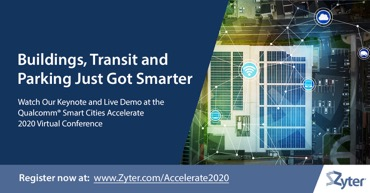 Buildings, Transit and
Parking Just Got Smarter
Watch Our Keynote and Live Demo at the
Qualcomm® Smart Cities Accelerate
2020 Virtual Conference
Register now at: www.Zyter.com/Accelerate2020
Zyter